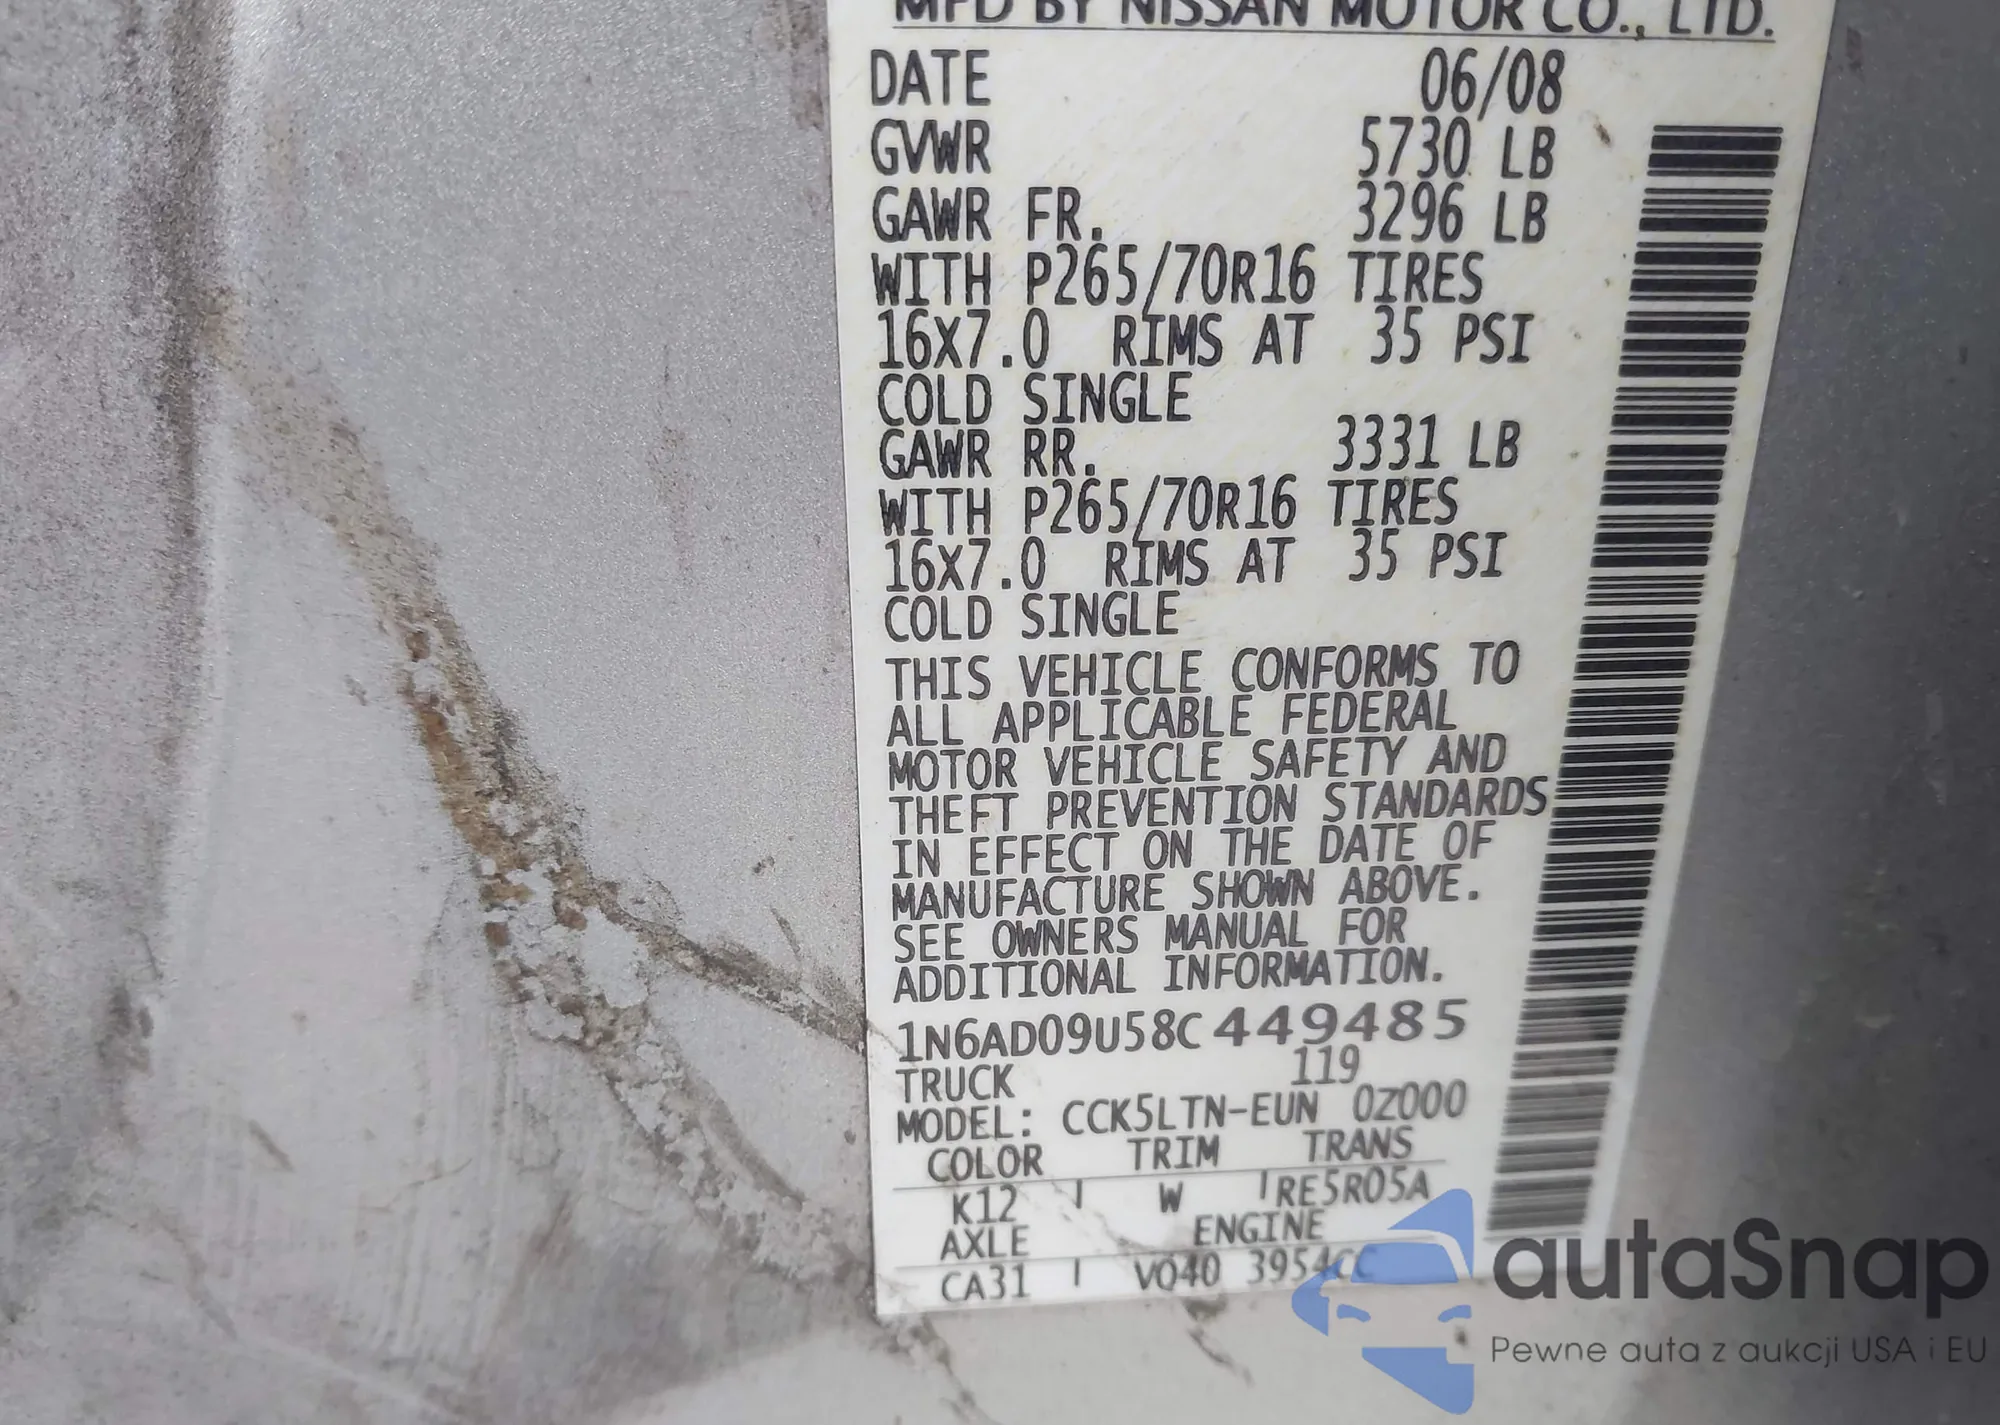 MFD BY NISSAN MOTOR CO., LTD.
DATE 06/08
GVWR 5730 LB
GAWR FR. 3296 LB
WITH P265/70R16 TIRES
16X7.0 RIMS AT 35 PSI
COLD SINGLE
GAWR RR. 3331 LB
WITH P265/70R16 TIRES
16X7.0 RIMS AT 35 PSI
COLD SINGLE
THIS VEHICLE CONFORMS TO
ALL APPLICABLE FEDERAL
MOTOR VEHICLE SAFETY AND
THEFT PREVENTION STANDARDS
IN EFFECT ON THE DATE OF
MANUFACTURE SHOWN ABOVE.
SEE OWNERS MANUAL FOR
ADDITIONAL INFORMATION.
1N6AD09U58C449485
TRUCK 119
MODEL: CCK5LTN-EUN 0Z000
COLOR TRIM TRANS
K12 W RE5R05A
AXLE ENGINE
CA31 VQ40 3954CC
autaSnap
Pewne auta z aukcji USA i EU